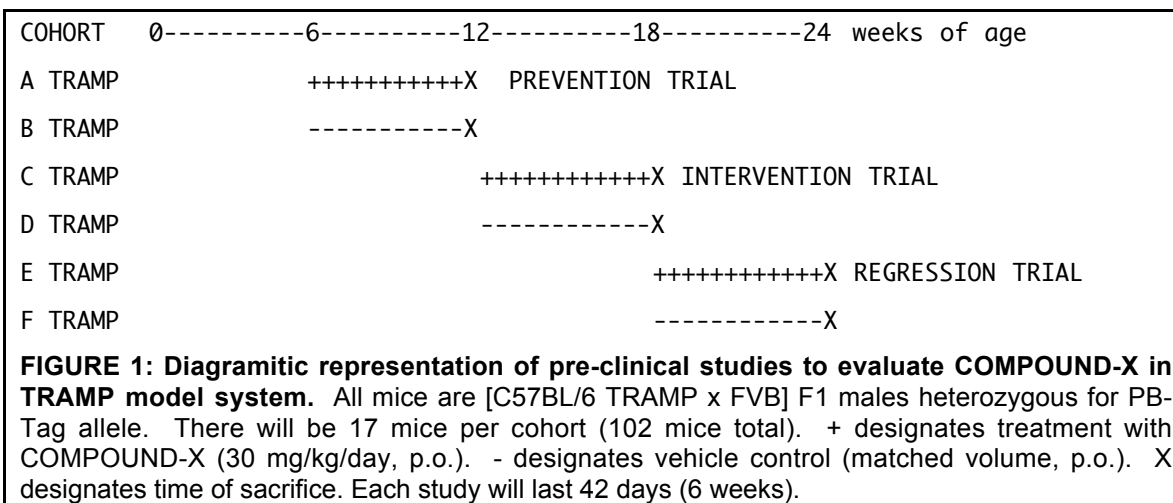 COHORT 0----------6----------12----------18----------24 weeks of age
A TRAMP +++++++++++X PREVENTION TRIAL
B TRAMP -----------X
C TRAMP ++++++++++++X INTERVENTION TRIAL
D TRAMP ------------X
E TRAMP ++++++++++++X REGRESSION TRIAL
F TRAMP ------------X
FIGURE 1: Diagramitic representation of pre-clinical studies to evaluate COMPOUND-X in
TRAMP model system. All mice are [C57BL/6 TRAMP x FVB] F1 males heterozygous for PB-
Tag allele. There will be 17 mice per cohort (102 mice total). + designates treatment with
COMPOUND-X (30 mg/kg/day, p.o.). - designates vehicle control (matched volume, p.o.). X
designates time of sacrifice. Each study will last 42 days (6 weeks).